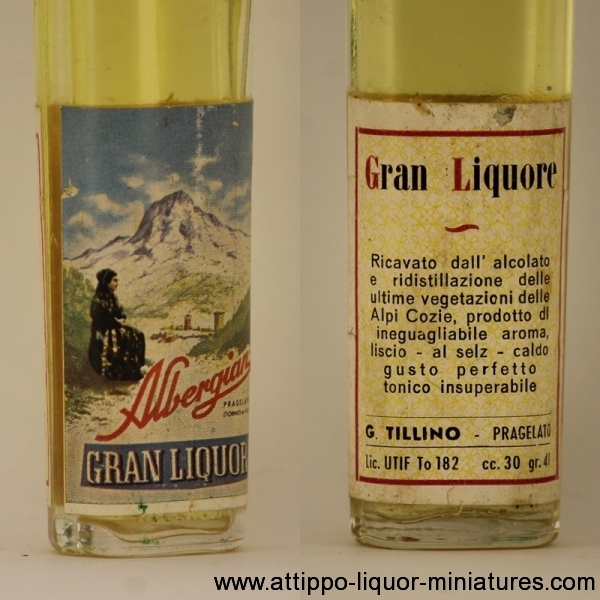 Albergian
PRAGELA
GRAN LIQUOR
Gran Liquore
Ricavato dall' alcolato
e ridistillazione delle
ultime vegetazioni delle
Alpi Cozie, prodotto di
ineguagliabile aroma,
liscio - al selz - caldo
gusto perfetto
tonico insuperabile
G. TILLINO - PRAGELATO
Lic. UTIF To 182 cc. 30 gr. 41
www.attippo-liquor-miniatures.com